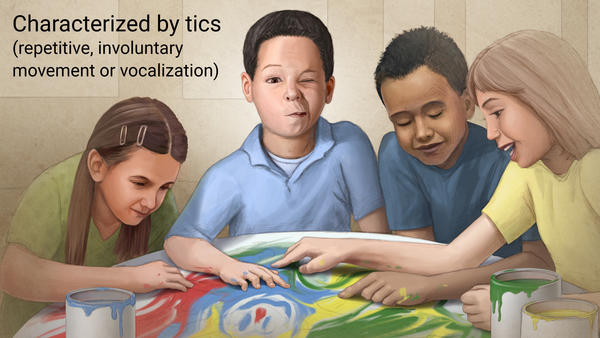 Characterized by tics
(repetitive, involuntary
movement or vocalization)